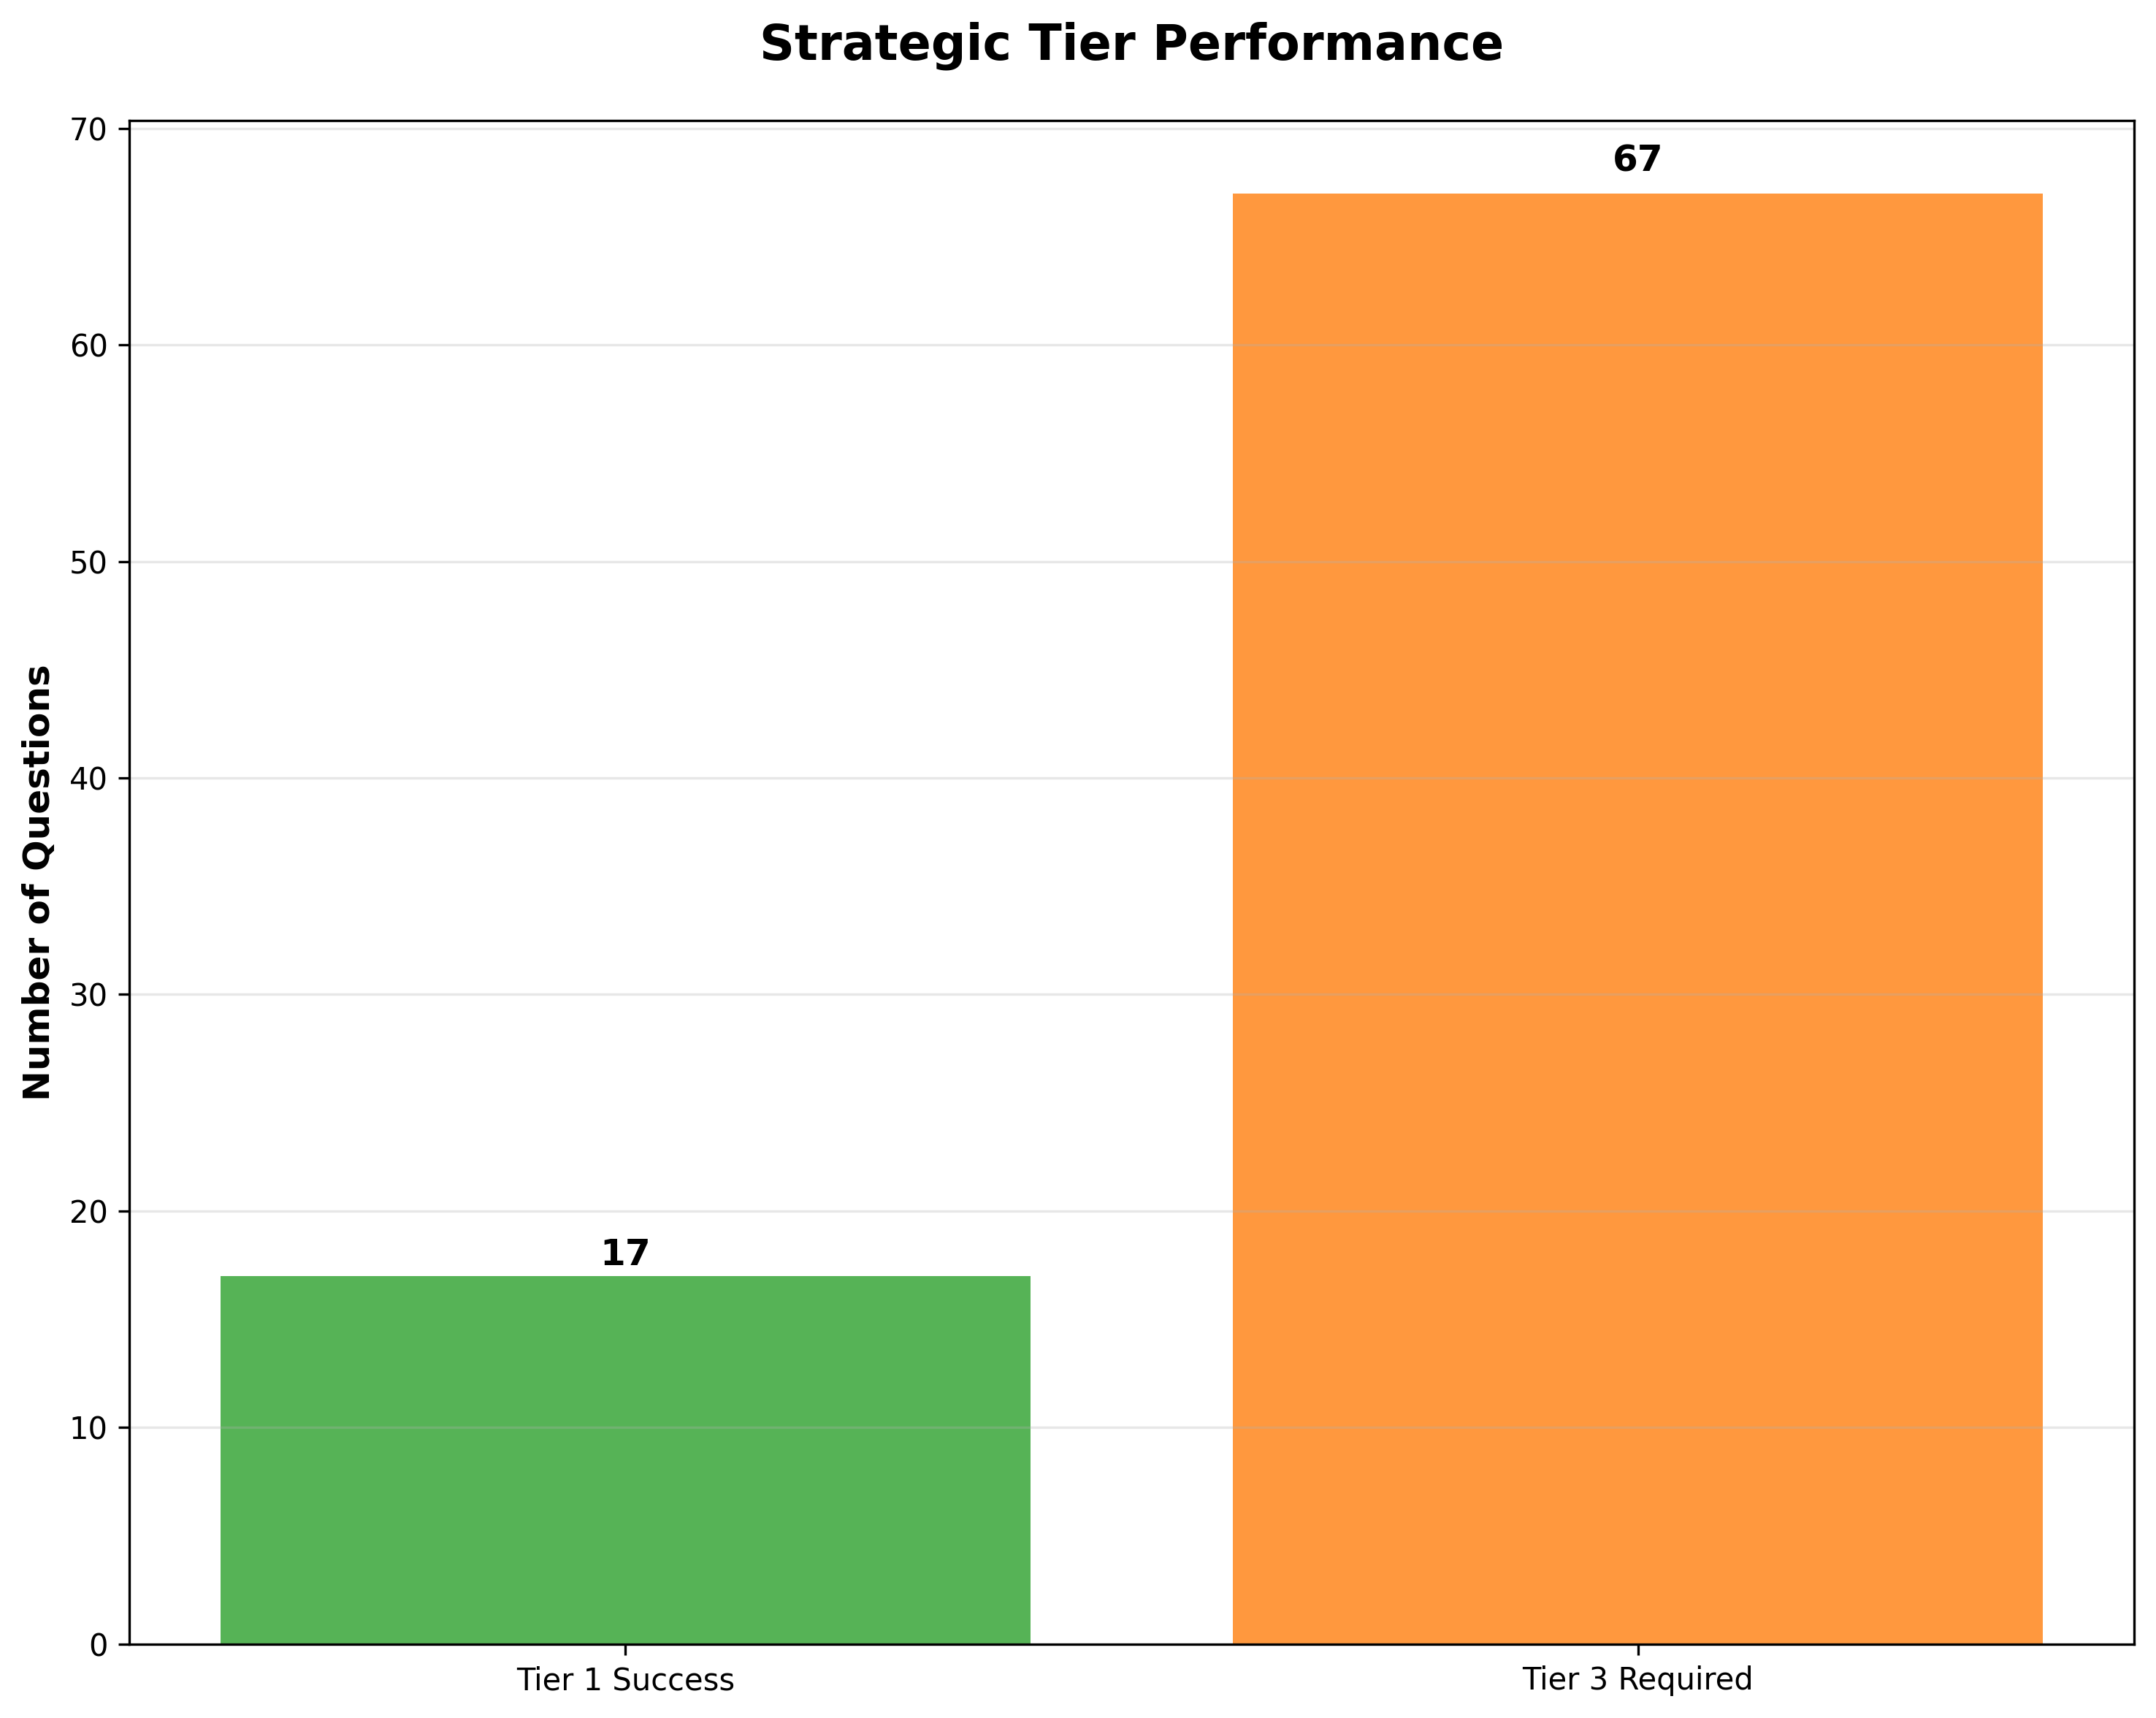 Strategic Tier Performance
Number of Questions
70
60
50
40
30
20
10
0
17
67
Tier 1 Success
Tier 3 Required